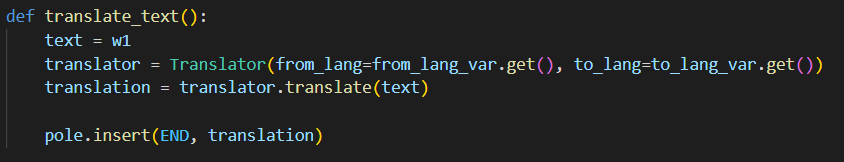 def translate_text():
    text = w1
    translator = Translator(from_lang=from_lang_var.get(), to_lang=to_lang_var.get())
    translation = translator.translate(text)

    pole.insert(END, translation)